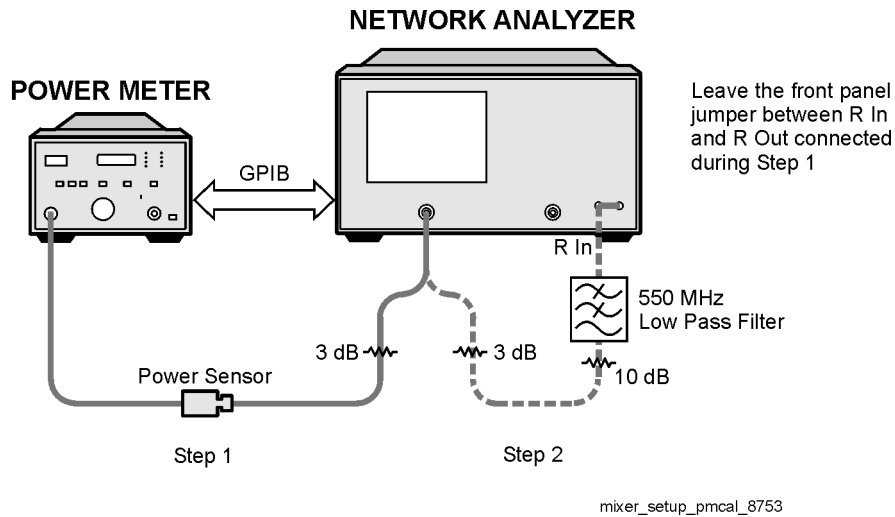 NETWORK ANALYZER
POWER METER
Leave the front panel
jumper between R In
and R Out connected
during Step 1
GPIB
R In
550 MHz
Low Pass Filter
3 dB
3 dB
10 dB
Power Sensor
Step 1
Step 2
mixer_setup_pmcal_8753